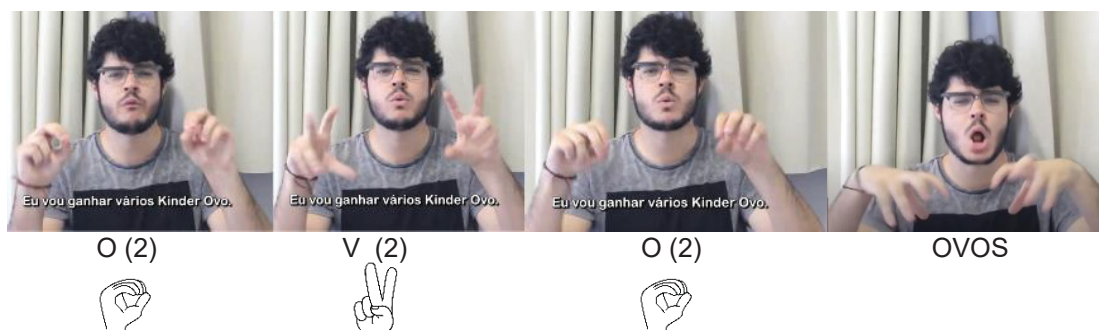 Eu vou ganhar vários Kinder Ovo.
Eu vou ganhar vários Kinder Ovo.
Eu vou ganhar vários Kinder Ovo.
O (2)
V (2)
O (2)
OVOS